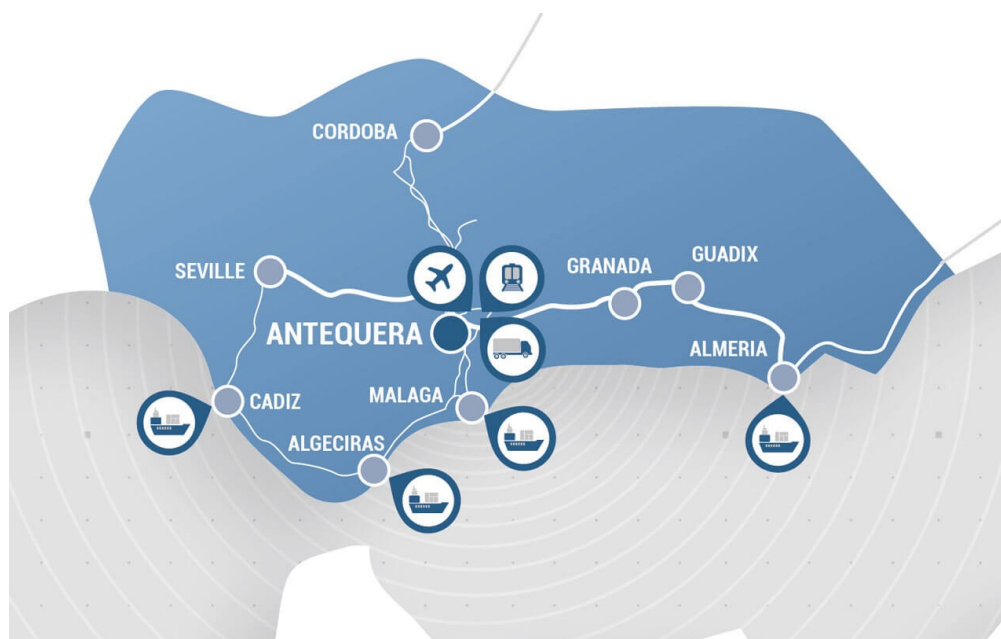 CORDOBA
SEVILLE
GRANADA
GUADIX
ANTEQUERA
ALMERIA
CADIZ
MALAGA
ALGECIRAS